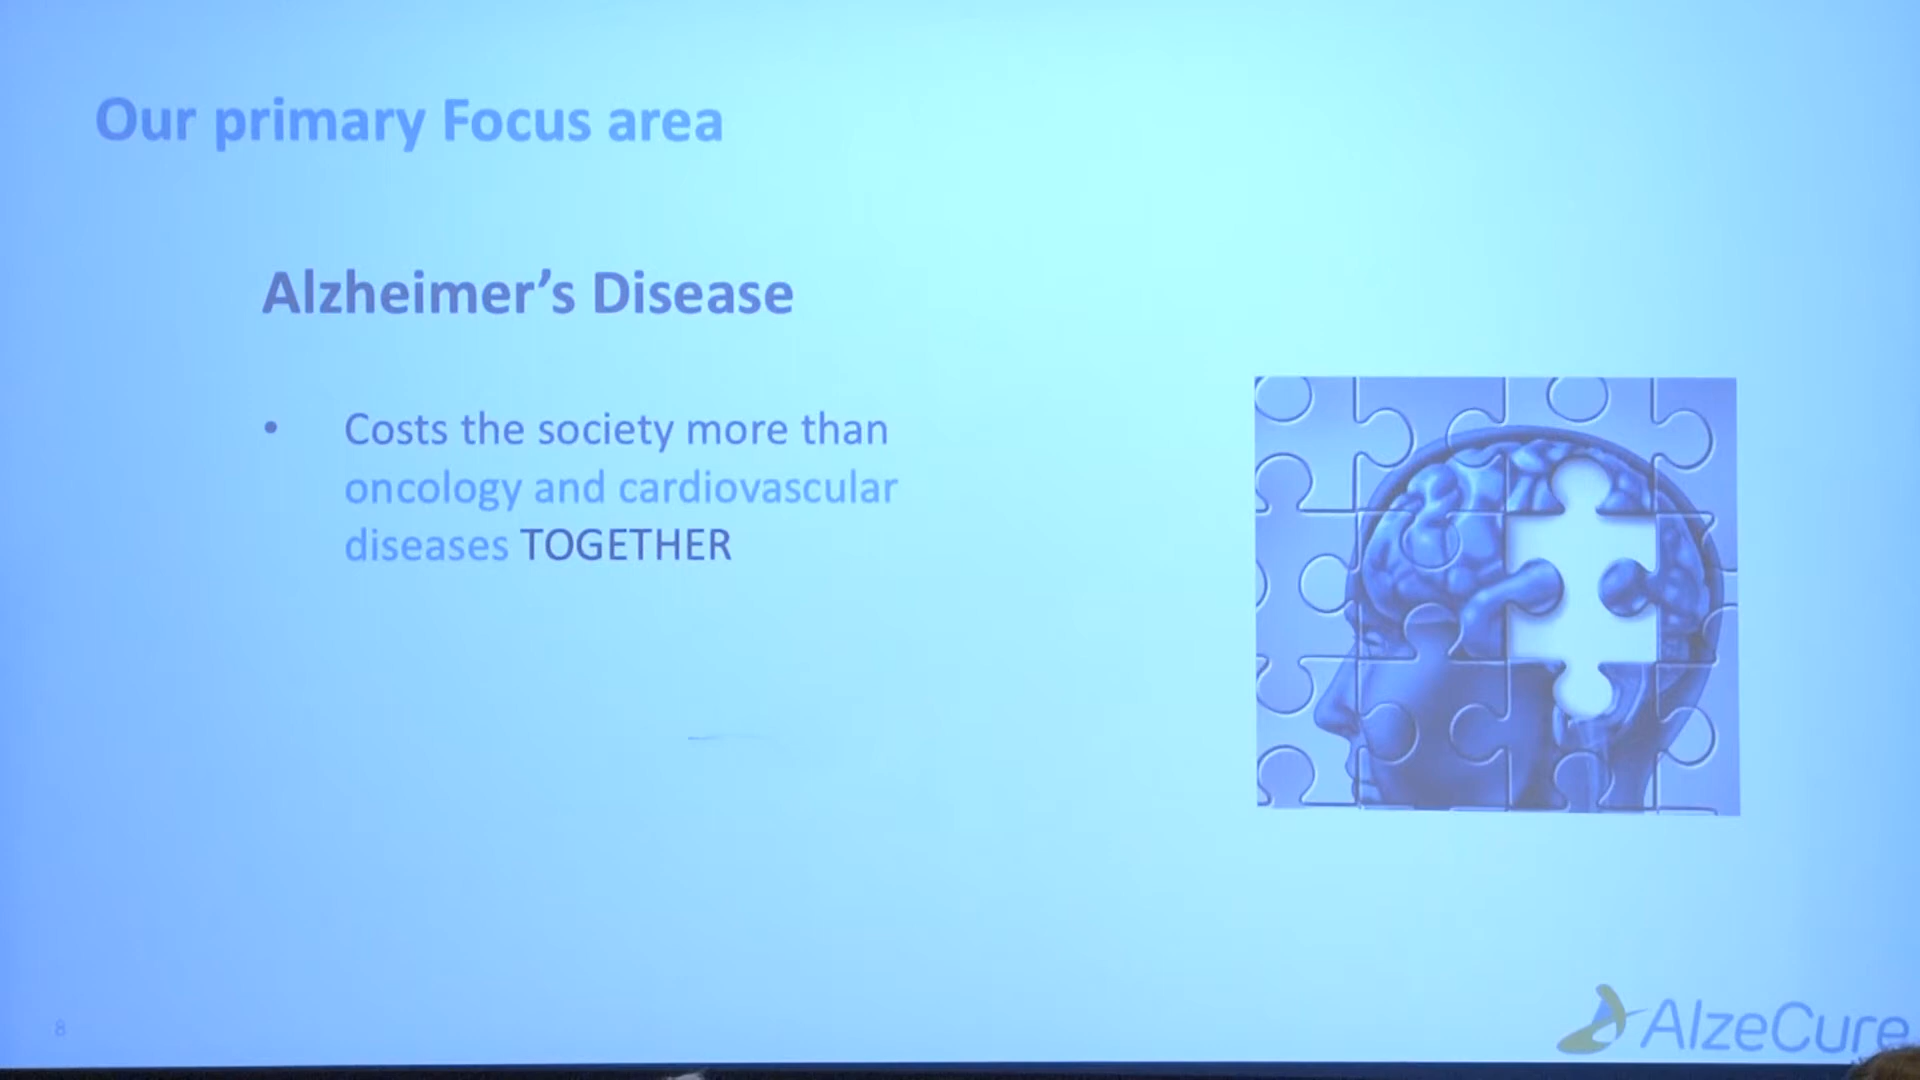 Our primary Focus area
Alzheimer’s Disease
• Costs the society more than
oncology and cardiovascular
diseases TOGETHER
8
AlzeCure